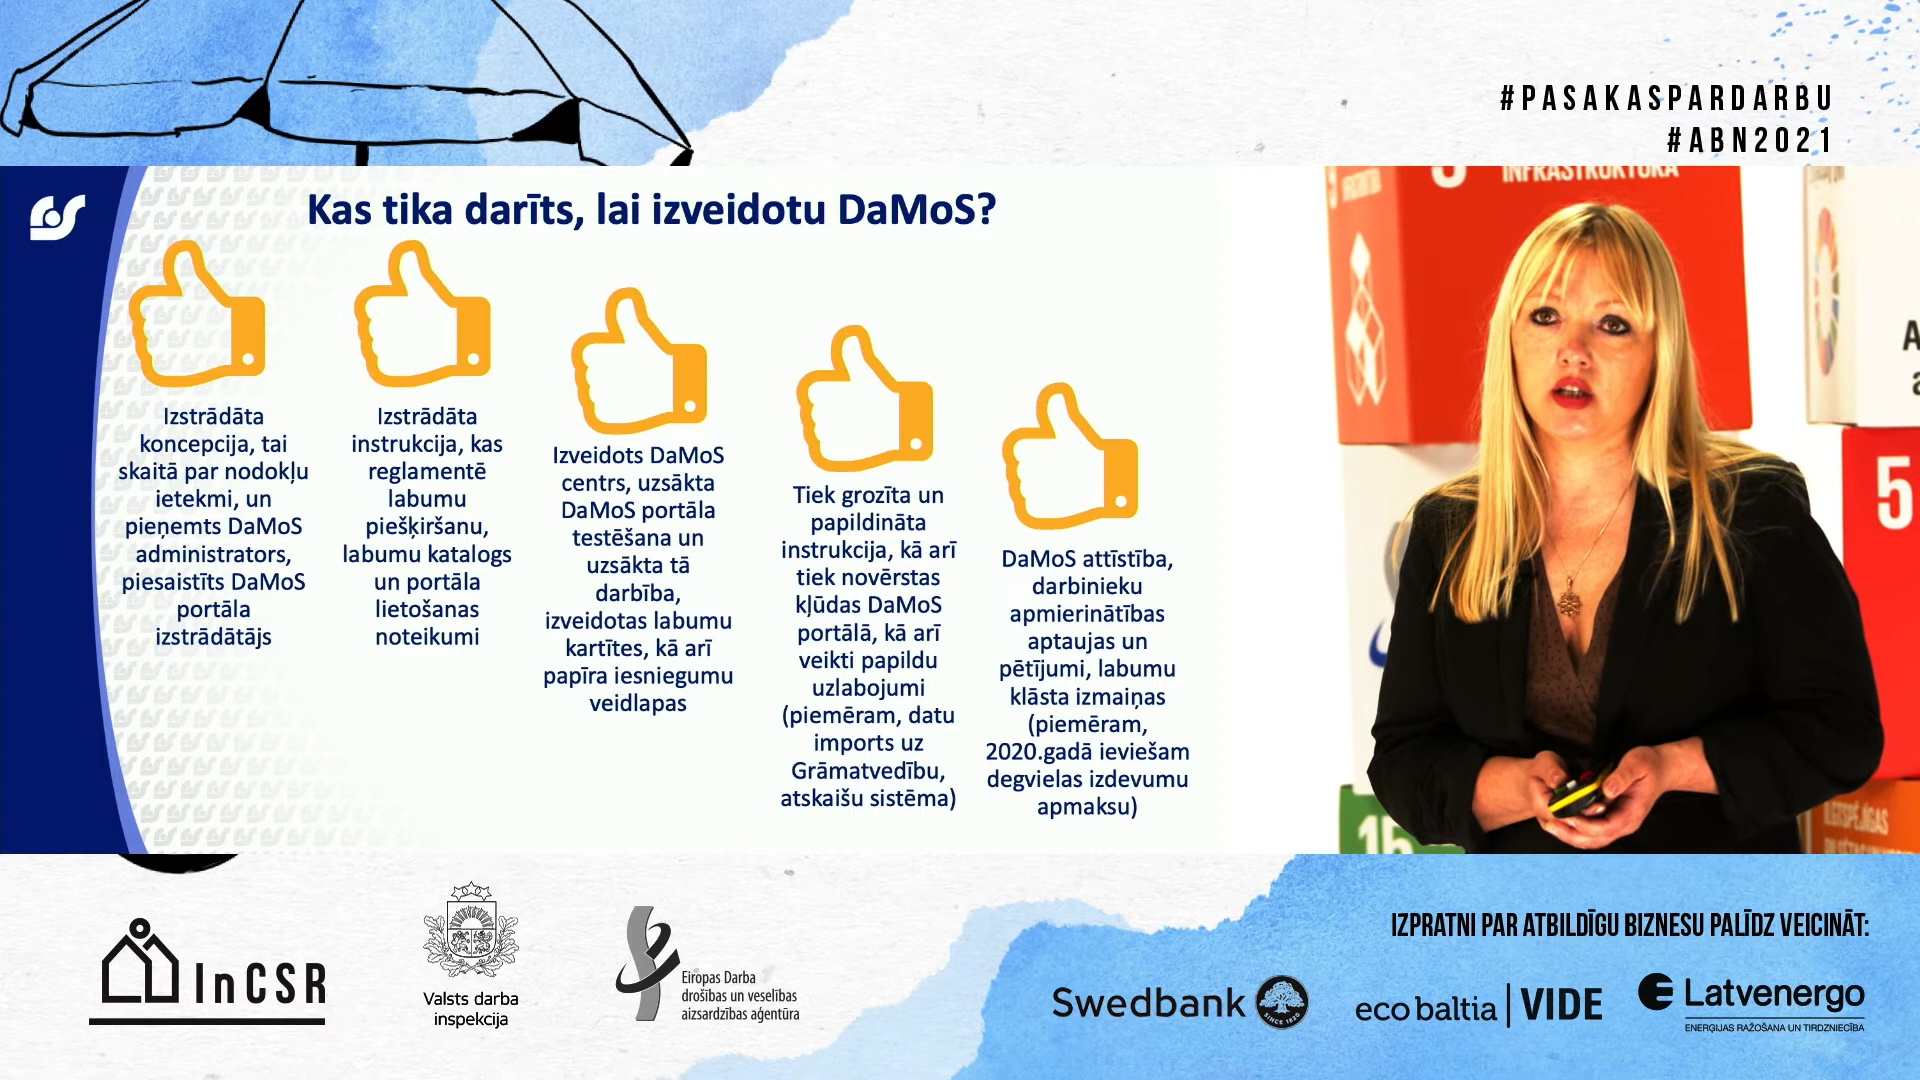 #PASAKASPARDARBU
#ABN2021
Kas tika darīts, lai izveidotu DaMoS?
Izstrādāta
koncepcija, tai
skaitā par nodokļu
ietekmi, un
pieņemts DaMoS
administrators,
piesaistīts DaMoS
portāla
izstrādātājs
Izstrādāta
instrukcija, kas
reglamentē
labumu
piešķiršanu,
labumu katalogs
un portāla
lietošanas
noteikumi
Izveidots DaMoS
centrs, uzsākta
DaMoS portāla
testēšana un
uzsākta tā
darbība,
izveidotas labumu
kartītes, kā arī
papīra iesniegumu
veidlapas
Tiek grozīta un
papildināta
instrukcija, kā arī
tiek novērstas
kļūdas DaMoS
portālā, kā arī
veikti papildu
uzlabojumi
(piemēram, datu
imports uz
Grāmatvedību,
atskaišu sistēma)
DaMoS attīstība,
darbinieku
apmierinātības
aptaujas un
pētījumi, labumu
klāsta izmaiņas
(piemēram,
2020.gadā ieviešam
degvielas izdevumu
apmaksu)
INFRASTRUKTŪRA
5
15
ILGTSPĒJĪGAS
InCSR
Valsts darba
inspekcija
Eiropas Darba
drošības un veselības
aizsardzības aģentūra
IZPRATNI PAR ATBILDĪGU BIZNESU PALĪDZ VEICINĀT:
Swedbank
SINCE 1820
eco baltia | VIDE
Latvenergo
ENERĢIJAS RAŽOŠANA UN TIRDZNIECĪBA